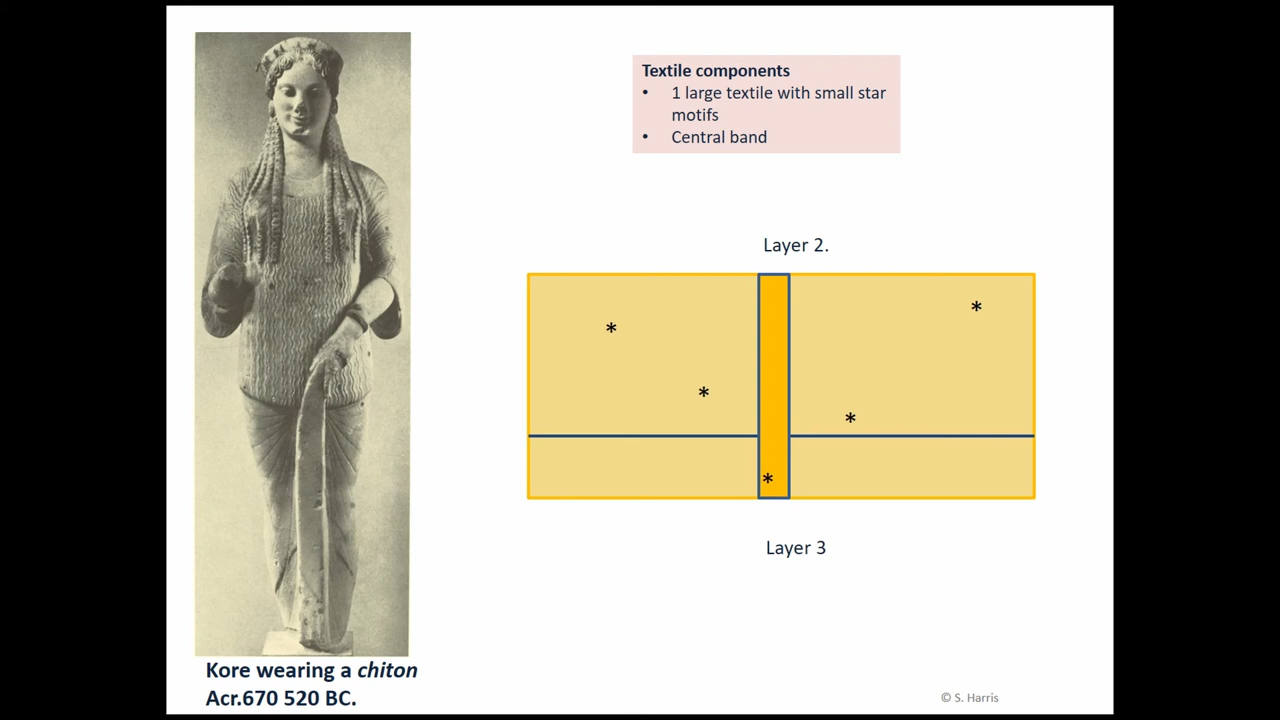 Textile components
• 1 large textile with small star
motifs
• Central band
Layer 2.
*
*
*
*
*
Layer 3
Kore wearing a chiton
Acr.670 520 BC.
© S. Harris